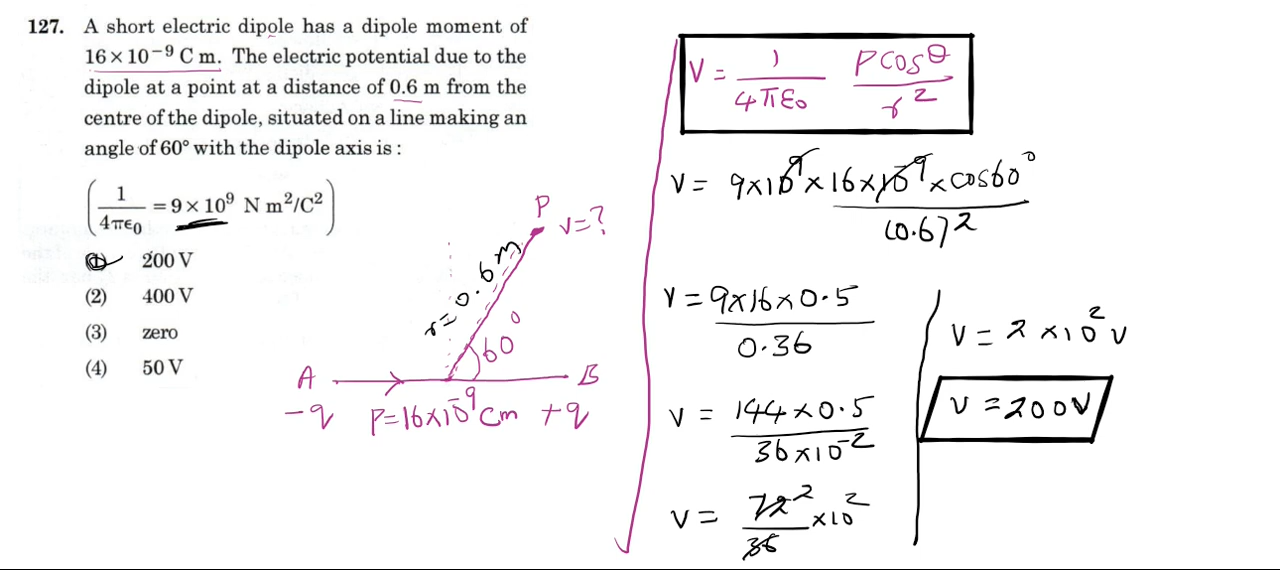 127. A short electric dipole has a dipole moment of
16×10⁻⁹ C m. The electric potential due to the
dipole at a point at a distance of 0.6 m from the
centre of the dipole, situated on a line making an
angle of 60° with the dipole axis is :
(1/4πϵ₀ = 9×10⁹ N m²/C²)
(1) 200 V
(2) 400 V
(3) zero
(4) 50 V
P
V=?
r=0.6m
60°
A B
-q P=16×10⁻⁹Cm +q
V = 1/4πε₀ Pcosθ/r²
V = 9×10⁹×16×10⁻⁹×cos60°/(0.6)²
V = 9×16×0.5/0.36
V = 144×0.5/36×10⁻²
V = 72²/36 ×10²
V = 2×10² V
V = 200V